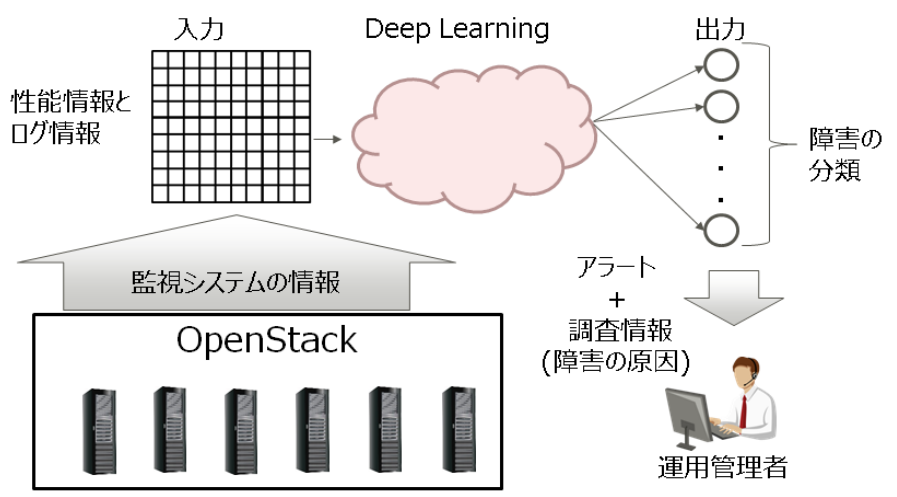 入力
Deep Learning
出力
性能情報と
ログ情報
障害の
分類
監視システムの情報
OpenStack
アラート
+
調査情報
(障害の原因)
運用管理者